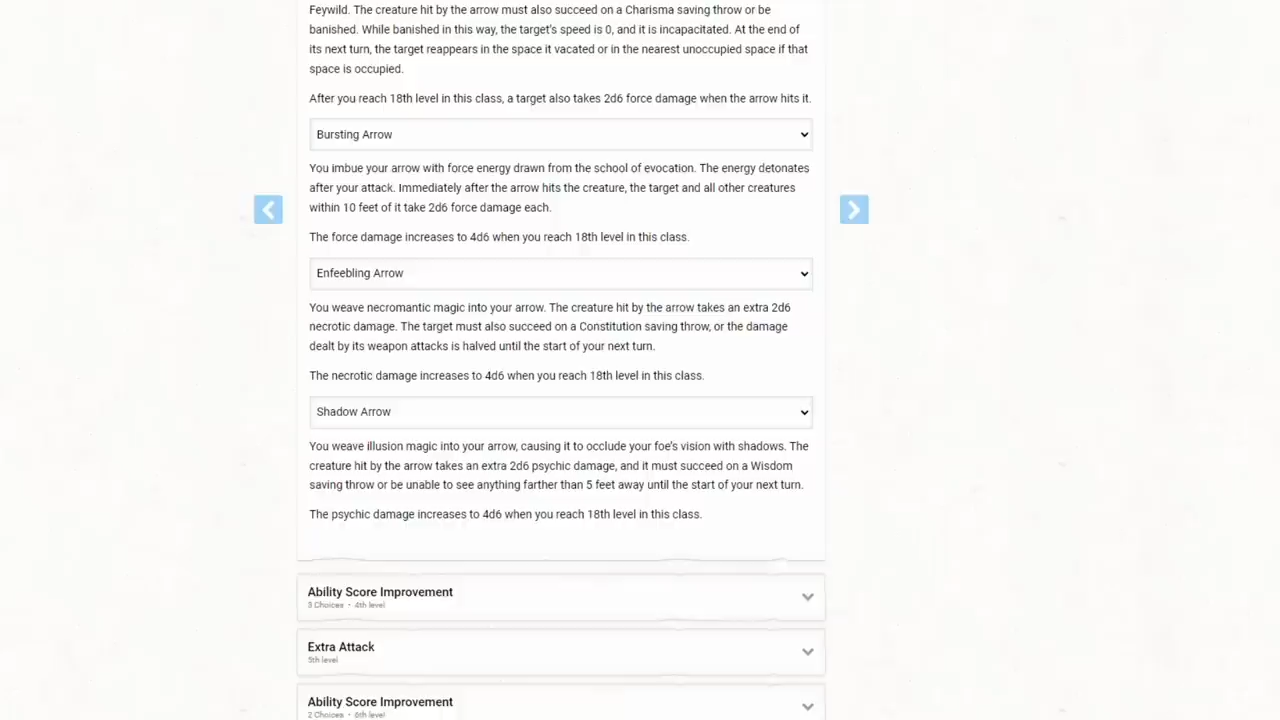 Feywild. The creature hit by the arrow must also succeed on a Charisma saving throw or be
banished. While banished in this way, the target's speed is 0, and it is incapacitated. At the end of
its next turn, the target reappears in the space it vacated or in the nearest unoccupied space if that
space is occupied.
After you reach 18th level in this class, a target also takes 2d6 force damage when the arrow hits it.
Bursting Arrow
You imbue your arrow with force energy drawn from the school of evocation. The energy detonates
after your attack. Immediately after the arrow hits the creature, the target and all other creatures
within 10 feet of it take 2d6 force damage each.
The force damage increases to 4d6 when you reach 18th level in this class.
Enfeebling Arrow
You weave necromantic magic into your arrow. The creature hit by the arrow takes an extra 2d6
necrotic damage. The target must also succeed on a Constitution saving throw, or the damage
dealt by its weapon attacks is halved until the start of your next turn.
The necrotic damage increases to 4d6 when you reach 18th level in this class.
Shadow Arrow
You weave illusion magic into your arrow, causing it to occlude your foe's vision with shadows. The
creature hit by the arrow takes an extra 2d6 psychic damage, and it must succeed on a Wisdom
saving throw or be unable to see anything farther than 5 feet away until the start of your next turn.
The psychic damage increases to 4d6 when you reach 18th level in this class.
Ability Score Improvement
3 Choices • 4th level
Extra Attack
5th level
Ability Score Improvement
2 Choices • 6th level